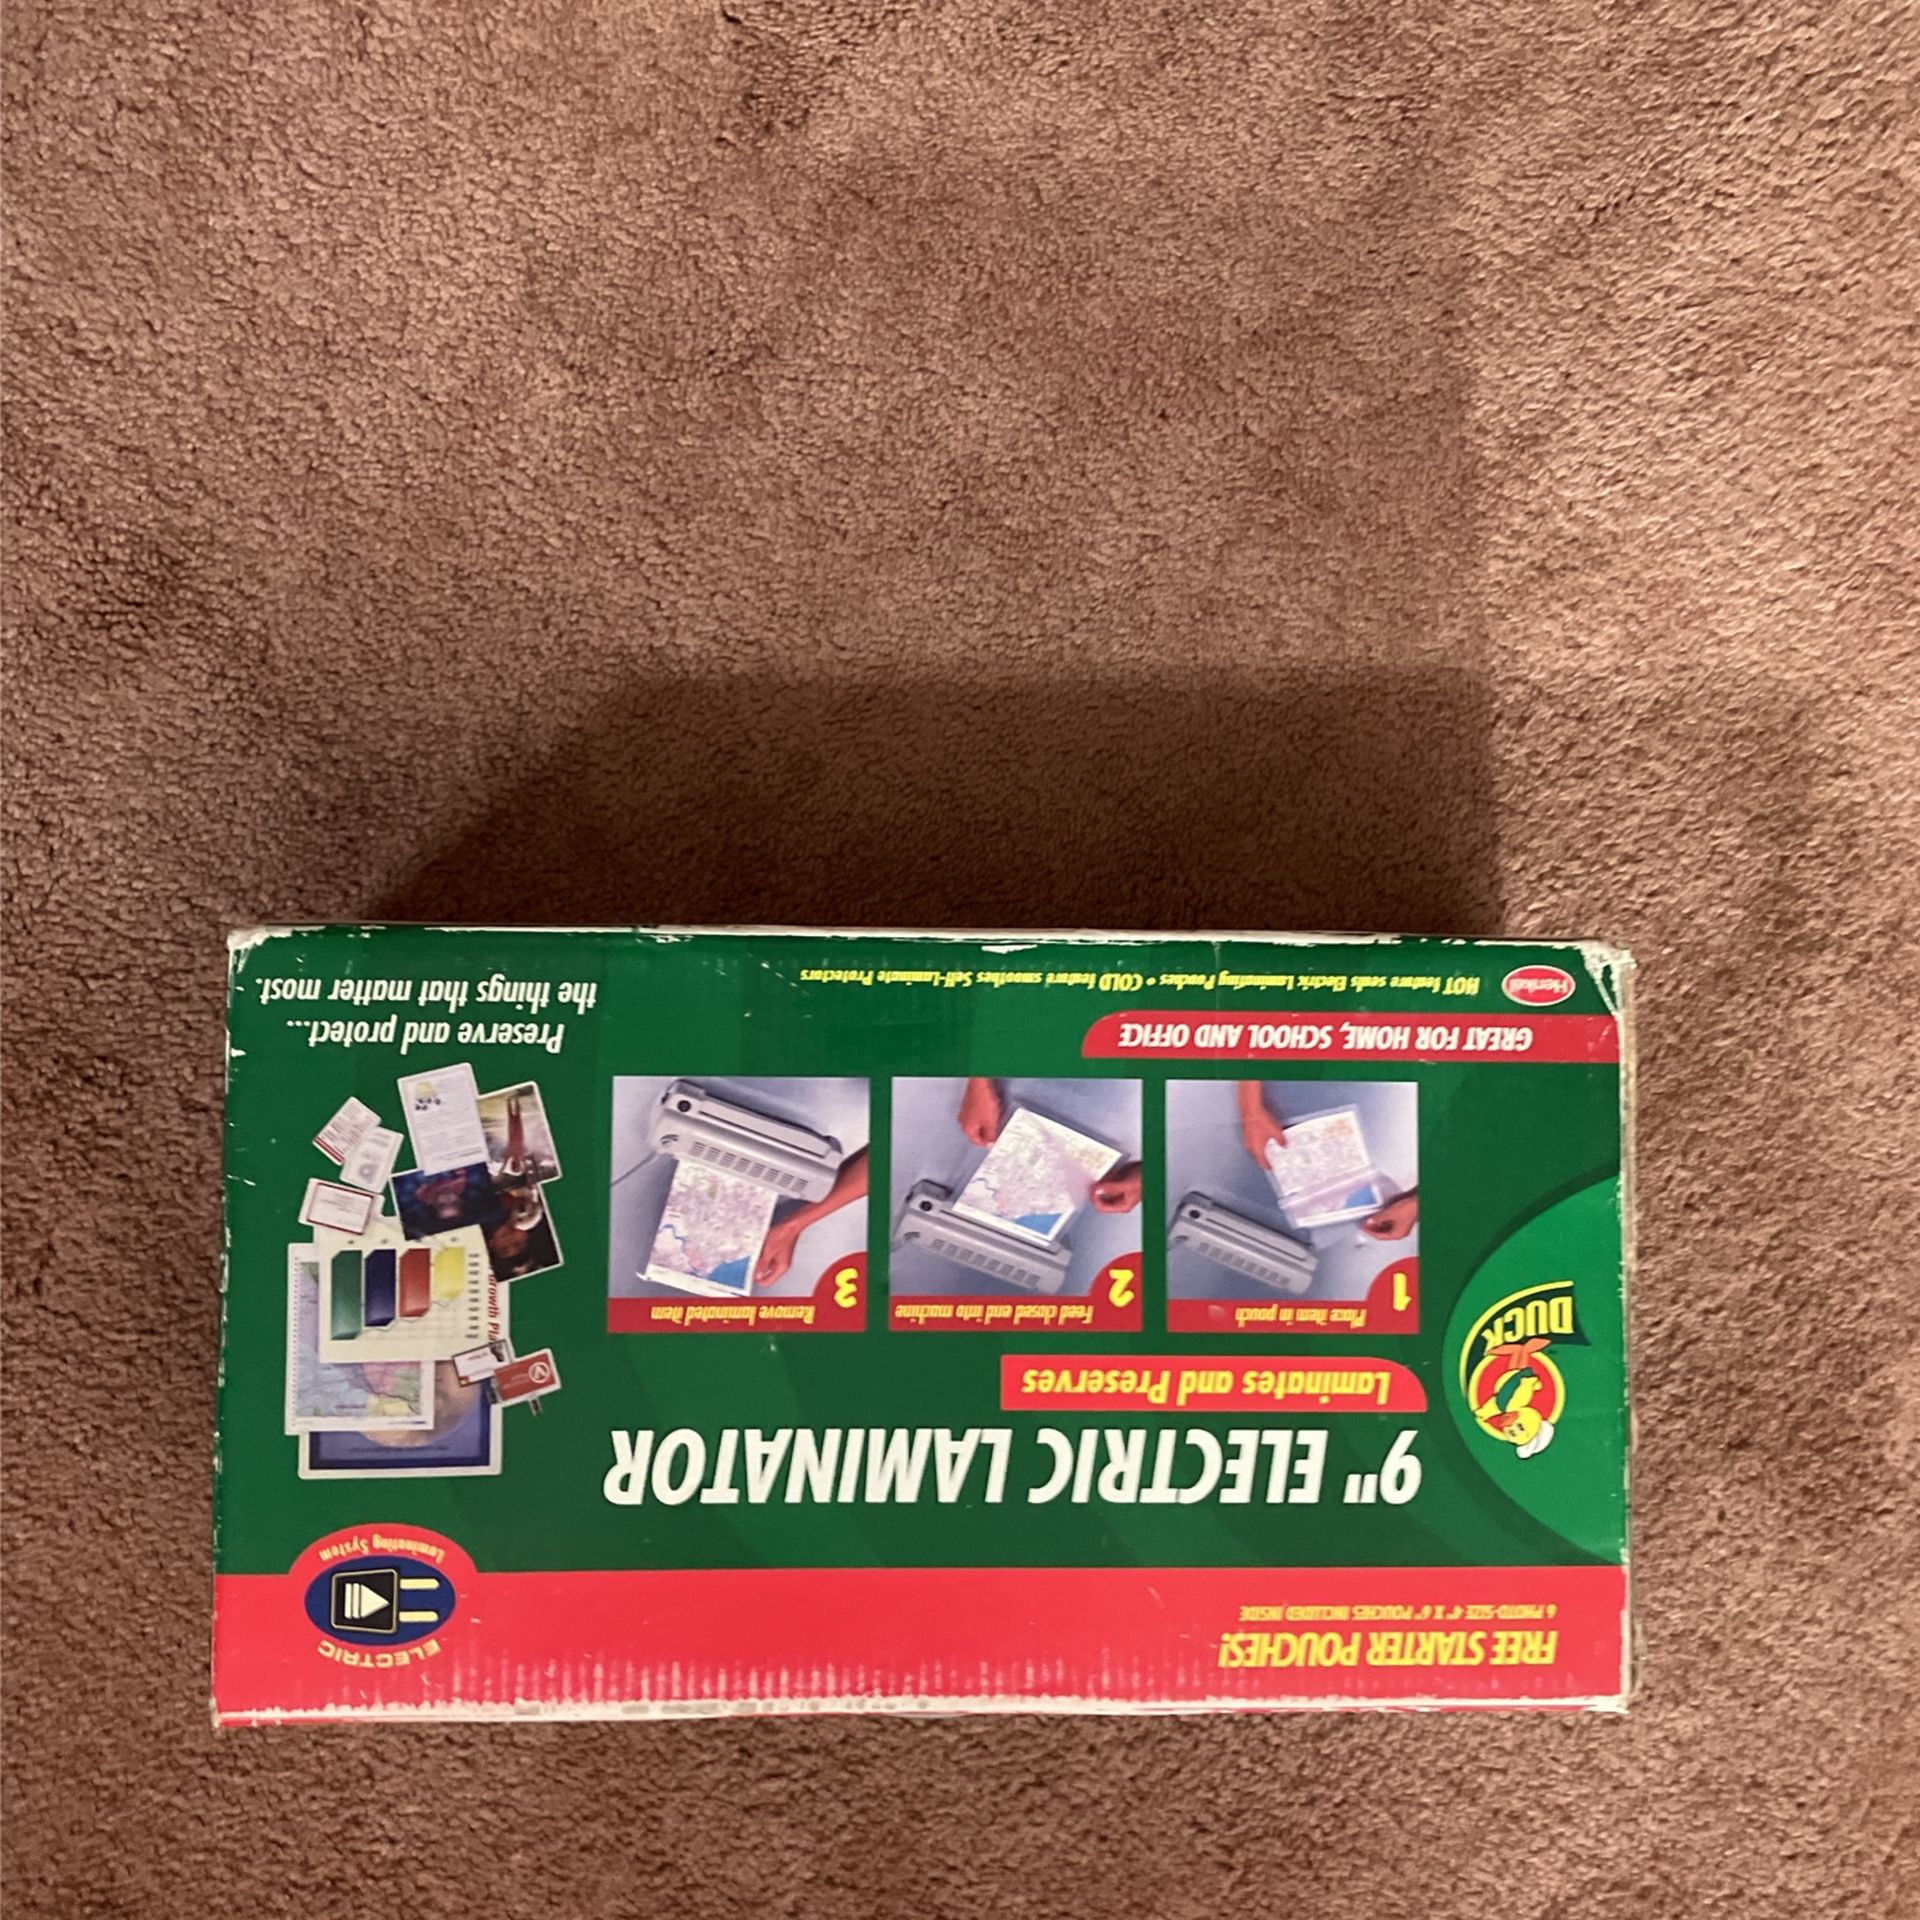 FREE STARTER POUCHES!
6 PHOTO-SIZE 4" X 6" POUCHES INCLUDED INSIDE
ELECTRIC
Laminating System
9" ELECTRIC LAMINATOR
Laminates and Preserves
DUCK
1 Place item in pouch
2 Feed closed end into machine
3 Remove laminated item
GREAT FOR HOME, SCHOOL AND OFFICE
Henkel
HOT feature seals Electric Laminating Pouches • COLD feature smoothes Self-Laminate Protectors
Preserve and protect...
the things that matter most.